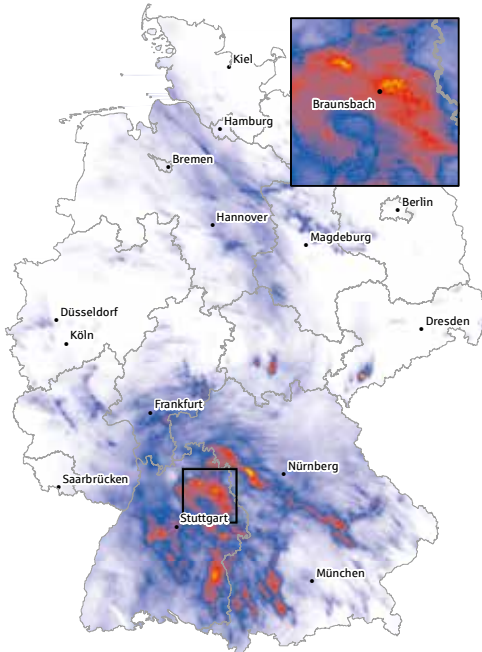 Kiel
Hamburg
Braunsbach
Bremen
Berlin
Hannover
Magdeburg
Düsseldorf
Dresden
Köln
Frankfurt
Nürnberg
Saarbrücken
Stuttgart
München